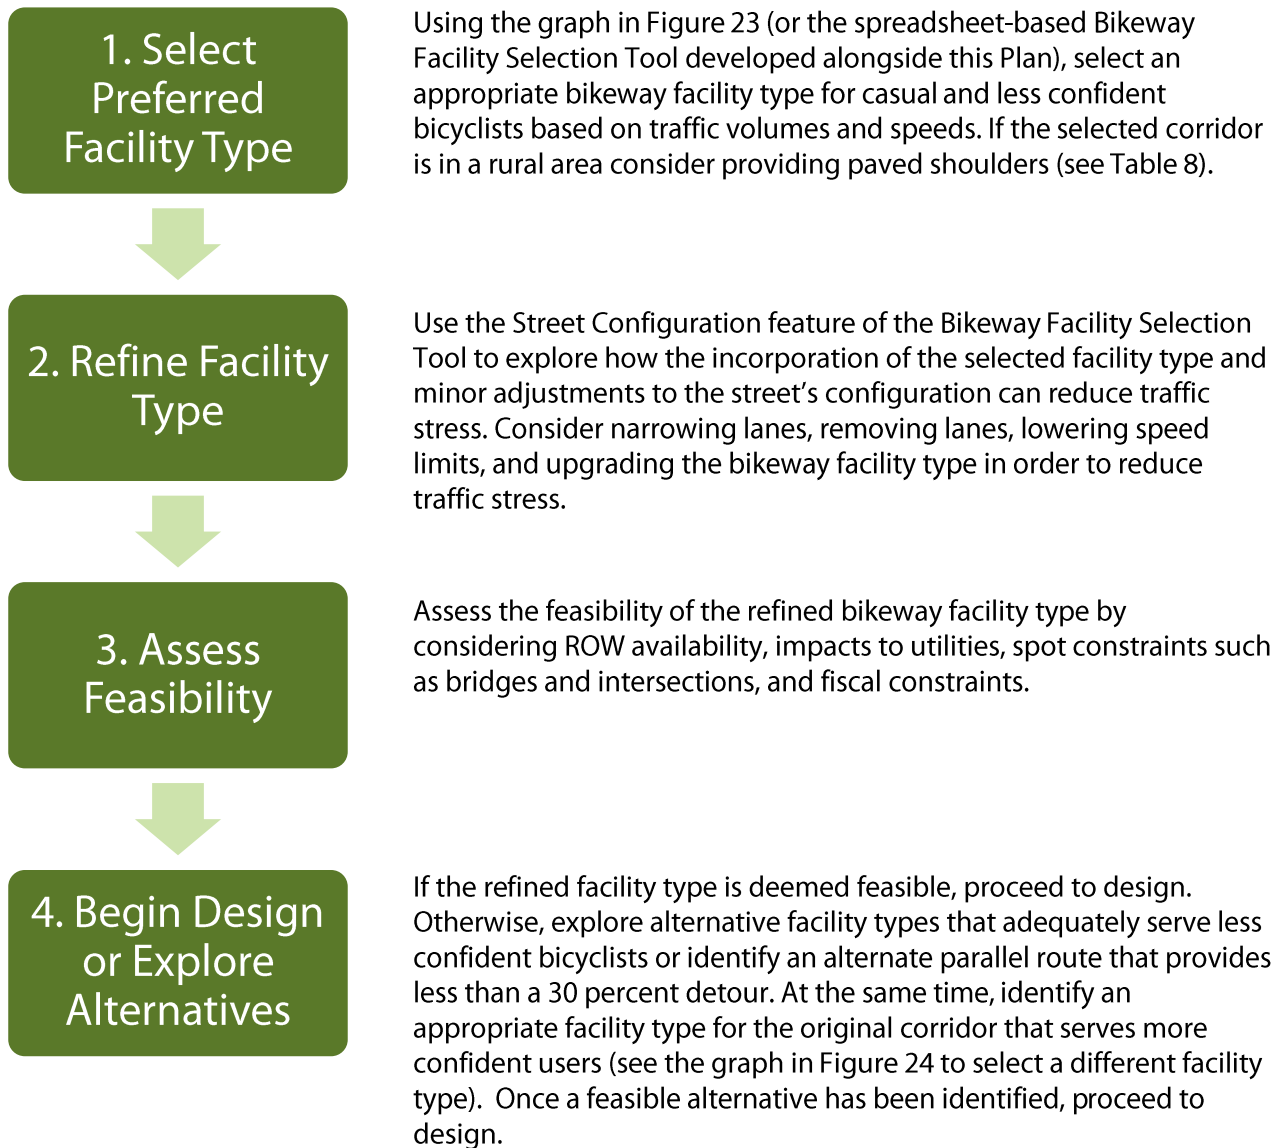 1. Select
Preferred
Facility Type
Using the graph in Figure 23 (or the spreadsheet-based Bikeway
Facility Selection Tool developed alongside this Plan), select an
appropriate bikeway facility type for casual and less confident
bicyclists based on traffic volumes and speeds. If the selected corridor
is in a rural area consider providing paved shoulders (see Table 8).
2. Refine Facility
Type
Use the Street Configuration feature of the Bikeway Facility Selection
Tool to explore how the incorporation of the selected facility type and
minor adjustments to the street’s configuration can reduce traffic
stress. Consider narrowing lanes, removing lanes, lowering speed
limits, and upgrading the bikeway facility type in order to reduce
traffic stress.
3. Assess
Feasibility
Assess the feasibility of the refined bikeway facility type by
considering ROW availability, impacts to utilities, spot constraints such
as bridges and intersections, and fiscal constraints.
4. Begin Design
or Explore
Alternatives
If the refined facility type is deemed feasible, proceed to design.
Otherwise, explore alternative facility types that adequately serve less
confident bicyclists or identify an alternate parallel route that provides
less than a 30 percent detour. At the same time, identify an
appropriate facility type for the original corridor that serves more
confident users (see the graph in Figure 24 to select a different facility
type).  Once a feasible alternative has been identified, proceed to
design.